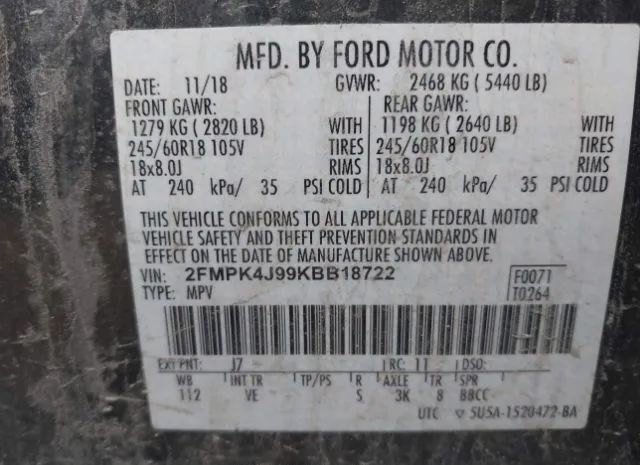 MFD. BY FORD MOTOR CO.
DATE: 11/18 GVWR: 2468 KG ( 5440 LB)
FRONT GAWR: REAR GAWR:
1279 KG ( 2820 LB) WITH 1198 KG ( 2640 LB) WITH
245/60R18 105V TIRES 245/60R18 105V TIRES
18x8.0J RIMS 18x8.0J RIMS
AT 240 kPa/ 35 PSI COLD AT 240 kPa/ 35 PSI COLD
THIS VEHICLE CONFORMS TO ALL APPLICABLE FEDERAL MOTOR
VEHICLE SAFETY AND THEFT PREVENTION STANDARDS IN
EFFECT ON THE DATE OF MANUFACTURE SHOWN ABOVE.
VIN: 2FMPK4J99KBB18722 F0071
TYPE: MPV T0264
EXT PNT: J7 RC: 11 DSO:
WB INT TR TP/PS R AXLE TR SPR
112 VE S 3K 8 BBCC
UTC ▽ 5U5A-1520472-BA